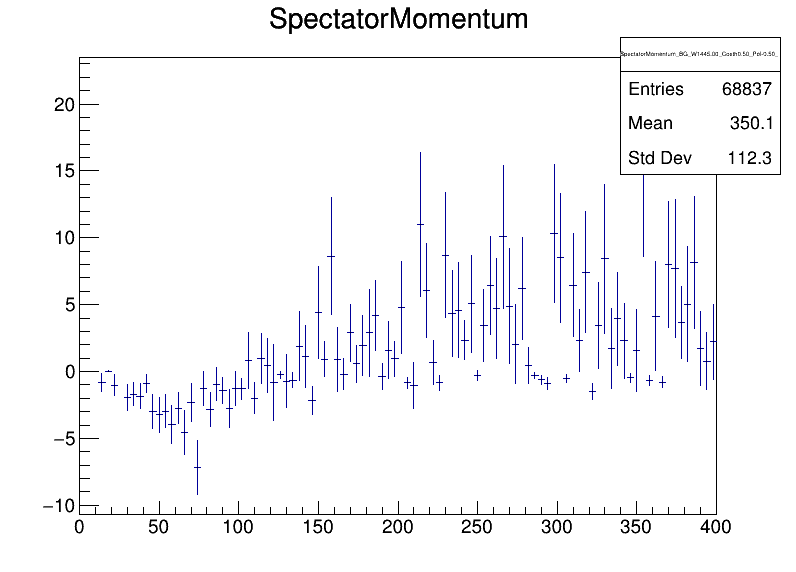 SpectatorMomentum
SpectatorMomentum_BG_W1445.00_Costh0.50_Pol-0.50_
Entries 68837
Mean 350.1
Std Dev 112.3
20
15
10
5
0
−5
−10
0 50 100 150 200 250 300 350 400